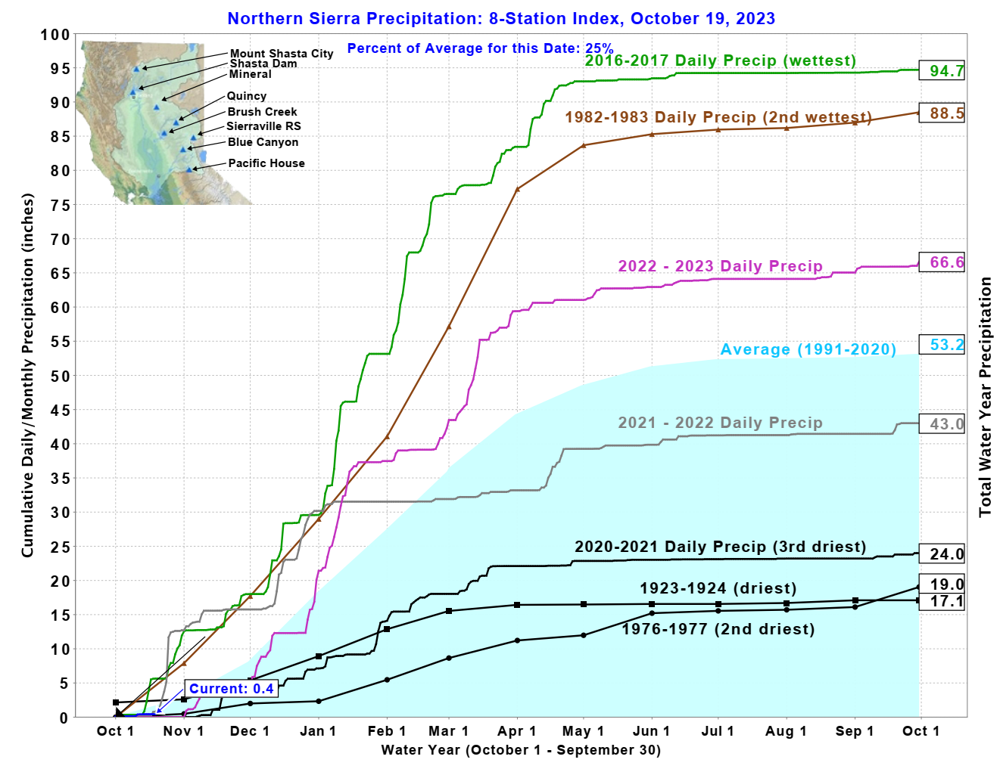 Northern Sierra Precipitation: 8-Station Index, October 19, 2023
Percent of Average for this Date: 25%
Mount Shasta City
Shasta Dam
Mineral
Quincy
Brush Creek
Sierraville RS
Blue Canyon
Pacific House
Cumulative Daily/Monthly Precipitation (inches)
100
95
90
85
80
75
70
65
60
55
50
45
40
35
30
25
20
15
10
5
0
2016-2017 Daily Precip (wettest)
94.7
1982-1983 Daily Precip (2nd wettest)
88.5
2022 - 2023 Daily Precip
66.6
Average (1991-2020)
53.2
2021 - 2022 Daily Precip
43.0
2020-2021 Daily Precip (3rd driest)
24.0
1923-1924 (driest)
19.0
17.1
1976-1977 (2nd driest)
Current: 0.4
Total Water Year Precipitation
Oct 1 Nov 1 Dec 1 Jan 1 Feb 1 Mar 1 Apr 1 May 1 Jun 1 Jul 1 Aug 1 Sep 1 Oct 1
Water Year (October 1 - September 30)